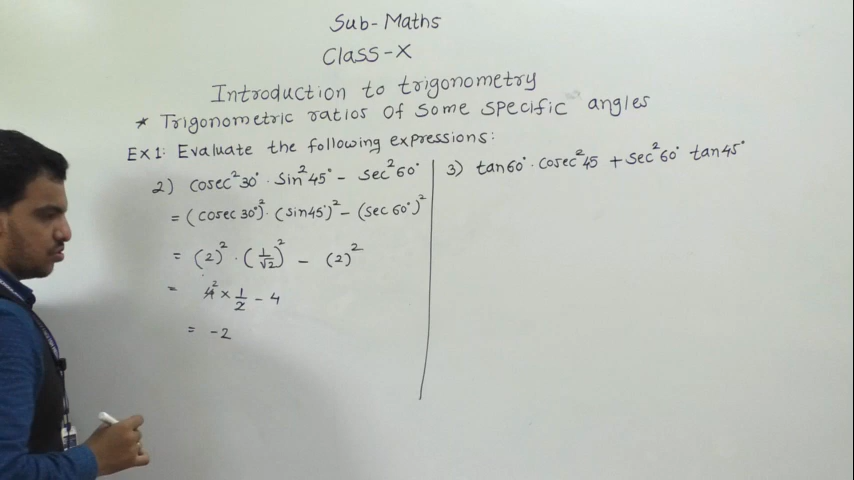 Sub-Maths
Class-X
Introduction to trigonometry
* Trigonometric ratios of some specific angles
Ex1: Evaluate the following expressions:
2) cosec²30° · sin²45° - sec²60°
= (cosec 30°)² · (sin45°)² - (sec 60°)²
= (2)² · (1/√2)² - (2)²
= 4² × 1/2 - 4
= -2
3) tan60° · cosec²45 + sec²60° tan45°